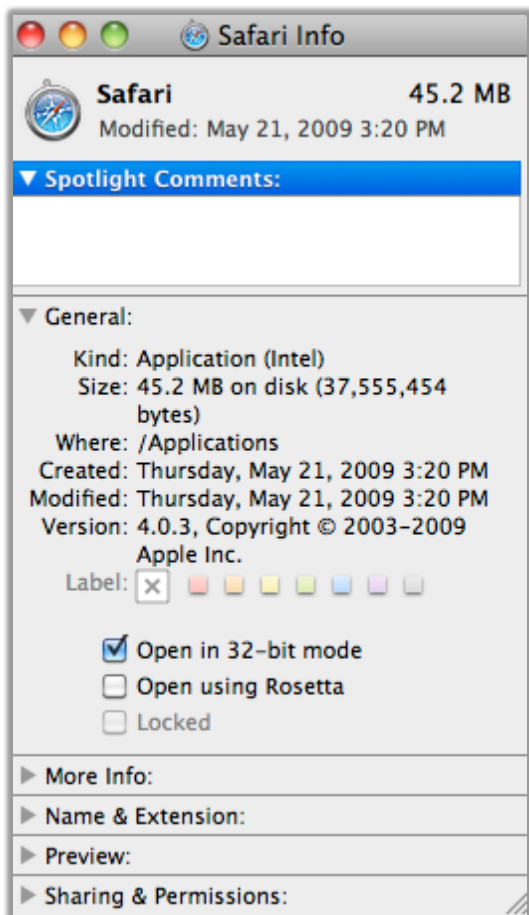 Safari Info
Safari 45.2 MB
Modified: May 21, 2009 3:20 PM
Spotlight Comments:
General:
Kind: Application (Intel)
Size: 45.2 MB on disk (37,555,454
bytes)
Where: /Applications
Created: Thursday, May 21, 2009 3:20 PM
Modified: Thursday, May 21, 2009 3:20 PM
Version: 4.0.3, Copyright © 2003-2009
Apple Inc.
Label:
Open in 32-bit mode
Open using Rosetta
Locked
More Info:
Name & Extension:
Preview:
Sharing & Permissions: